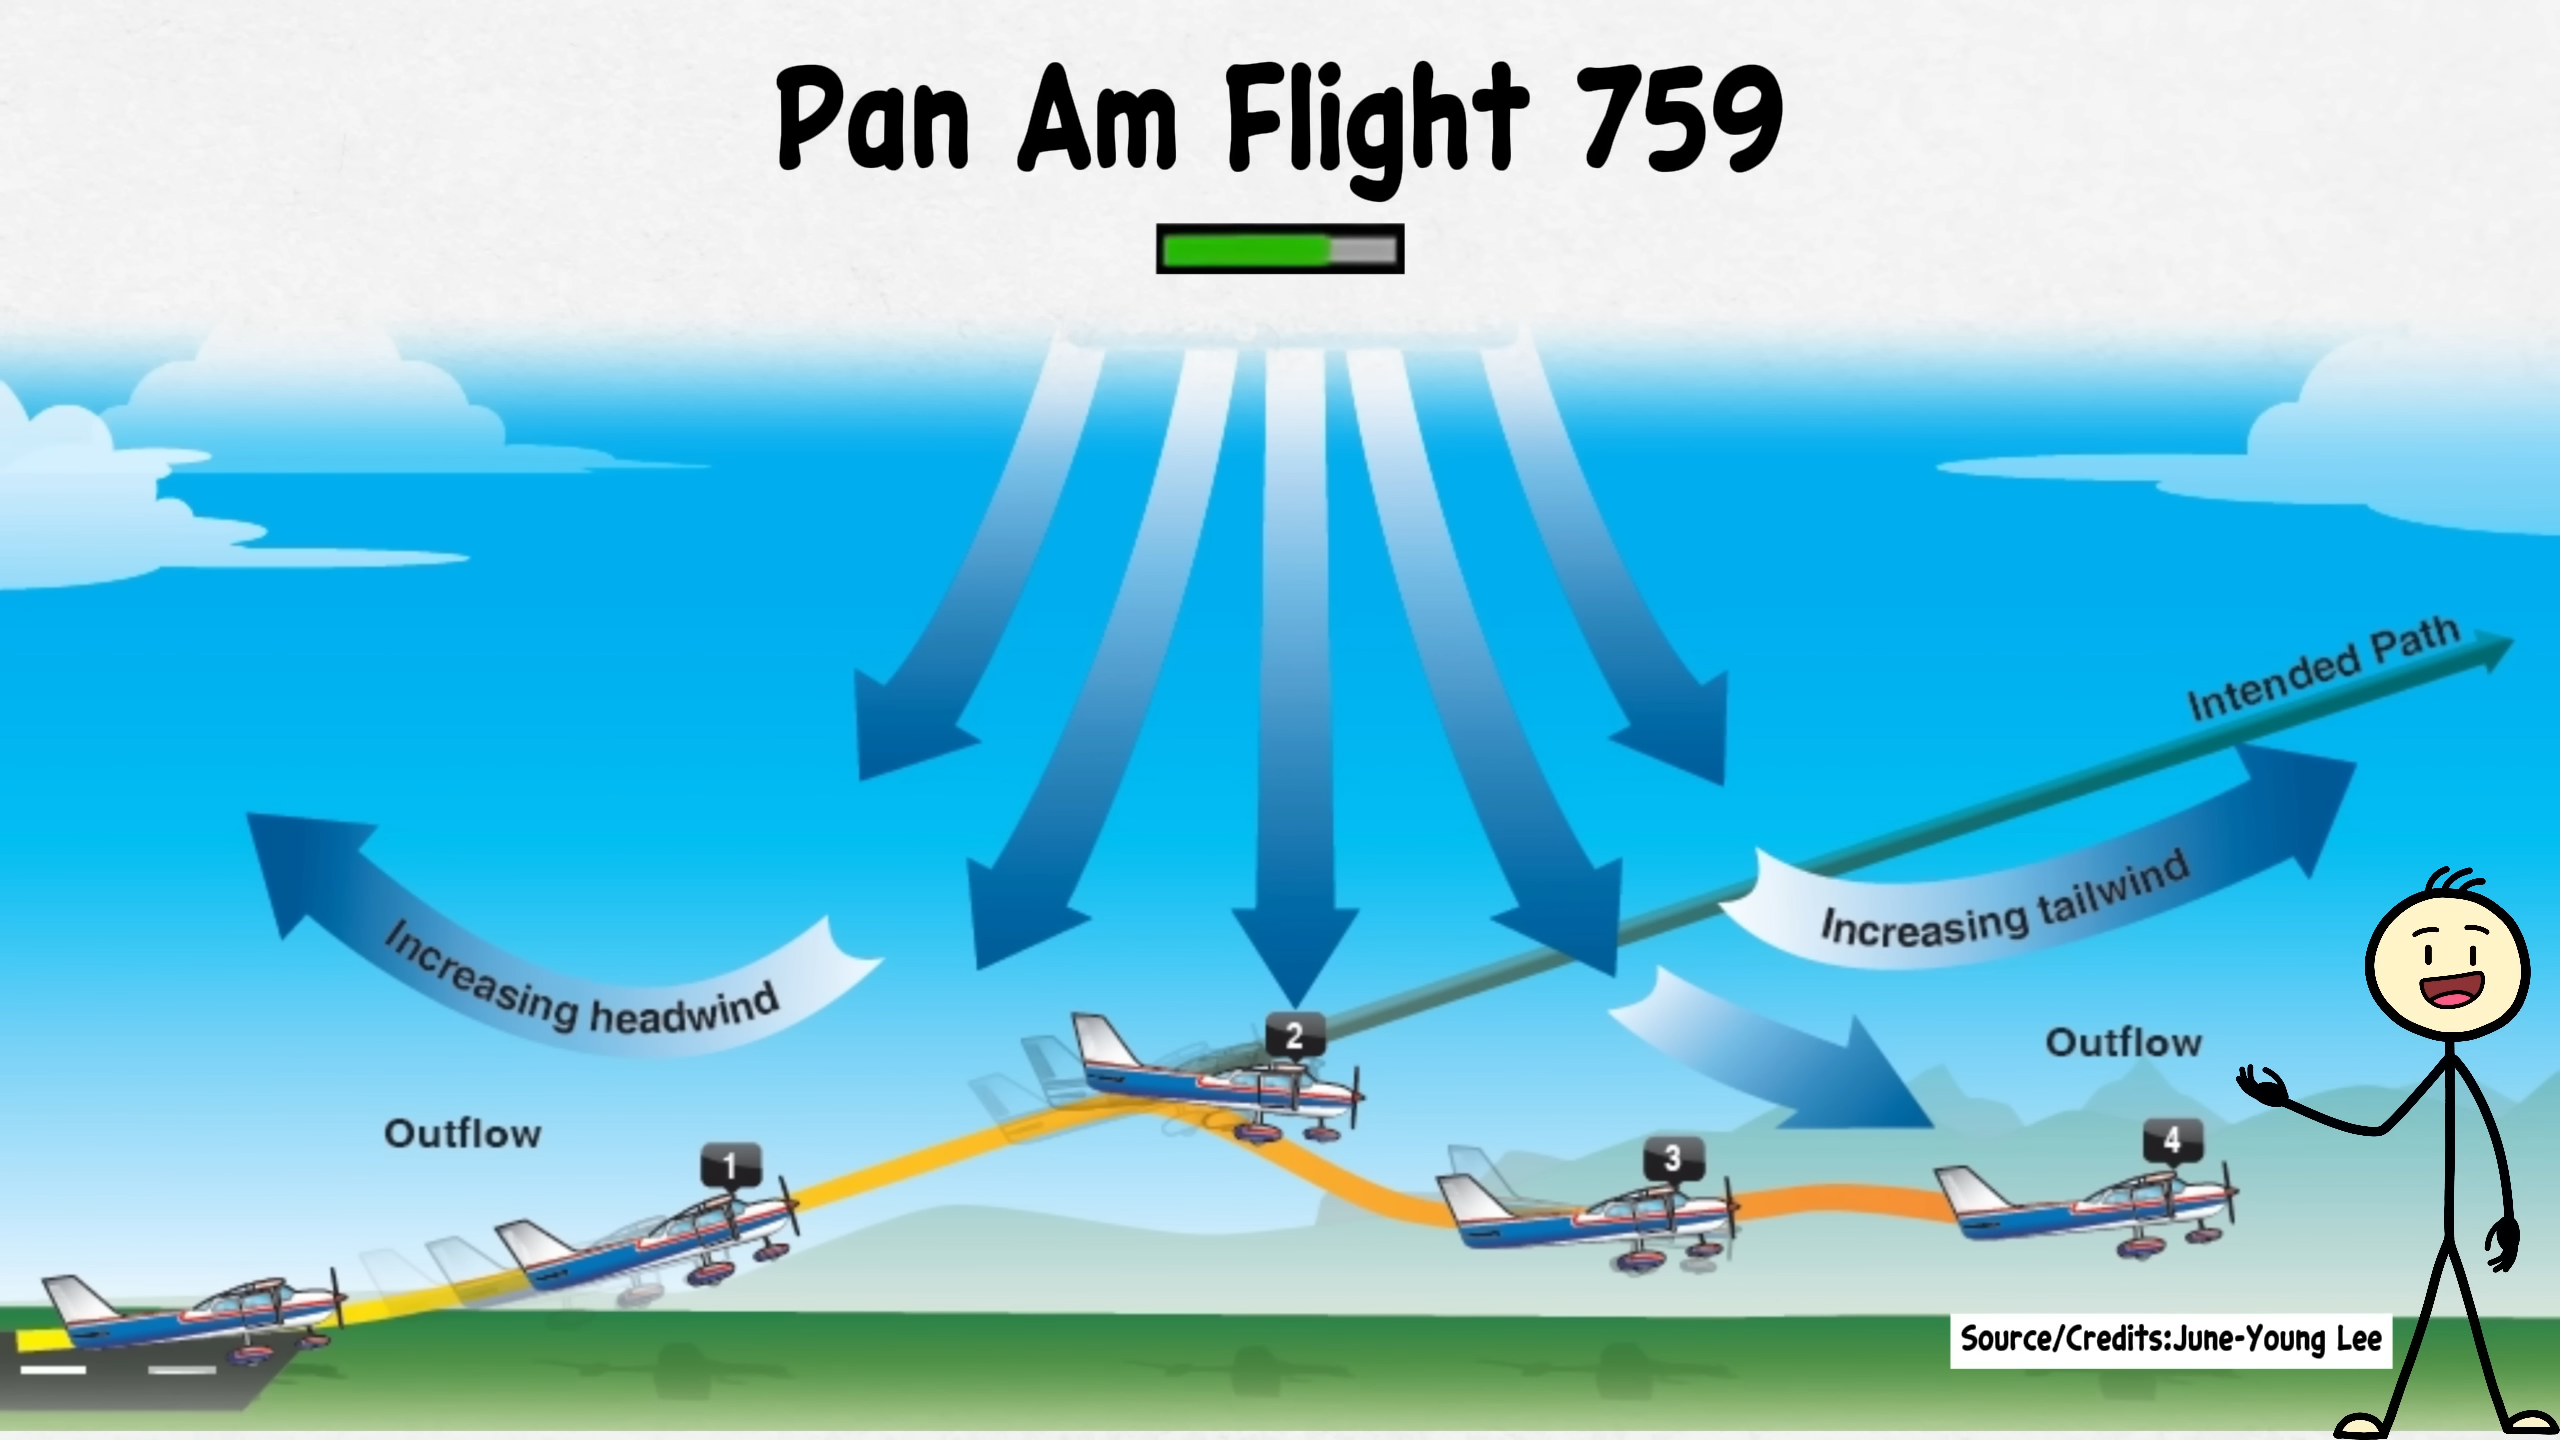 Pan Am Flight 759
Intended Path
Increasing tailwind
Increasing headwind
2
Outflow
Outflow
1
3
4
Source/Credits:June-Young Lee